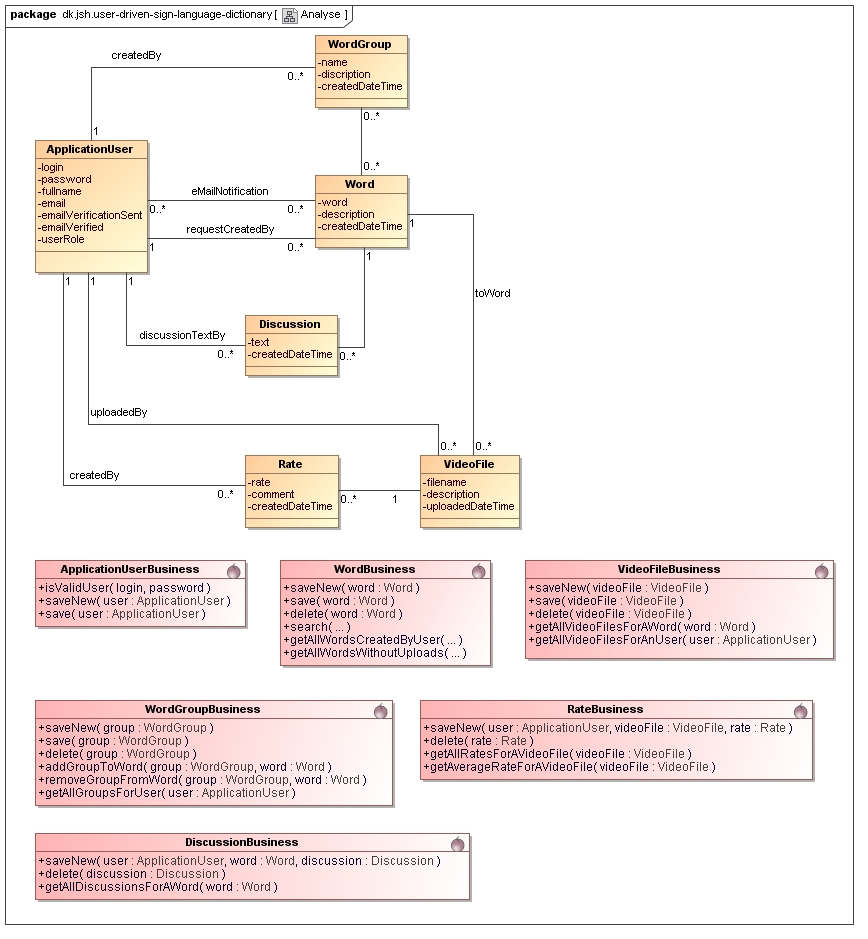 package dk.jsh.user-driven-sign-language-dictionary [ Analyse ]
WordGroup
-name
-discription
-createdDateTime
createdBy
0..*
1
0..*
0..*
ApplicationUser
-login
-password
-fullname
-email
-emailVerificationSent
-emailVerified
-userRole
eMailNotification
0..*
0..*
requestCreatedBy
1
0..*
Word
-word
-description
-createdDateTime
1
1
1
1
1
toWord
Discussion
-text
-createdDateTime
discussionTextBy
0..*
0..*
uploadedBy
0..*
0..*
createdBy
0..*
Rate
-rate
-comment
-createdDateTime
0..*
1
VideoFile
-filename
-description
-uploadedDateTime
ApplicationUserBusiness
+isValidUser( login, password )
+saveNew( user : ApplicationUser )
+save( user : ApplicationUser )
WordBusiness
+saveNew( word : Word )
+save( word : Word )
+delete( word : Word )
+search( ... )
+getAllWordsCreatedByUser( ... )
+getAllWordsWithoutUploads( ... )
VideoFileBusiness
+saveNew( videoFile : VideoFile )
+save( videoFile : VideoFile )
+delete( videoFile : VideoFile )
+getAllVideoFilesForAWord( word : Word )
+getAllVideoFilesForAnUser( user : ApplicationUser )
WordGroupBusiness
+saveNew( group : WordGroup )
+save( group : WordGroup )
+delete( group : WordGroup )
+addGroupToWord( group : WordGroup, word : Word )
+removeGroupFromWord( group : WordGroup, word : Word )
+getAllGroupsForUser( user : ApplicationUser )
RateBusiness
+saveNew( user : ApplicationUser, videoFile : VideoFile, rate : Rate )
+delete( rate : Rate )
+getAllRatesForAVideoFile( videoFile : VideoFile )
+getAverageRateForAVideoFile( videoFile : VideoFile )
DiscussionBusiness
+saveNew( user : ApplicationUser, word : Word, discussion : Discussion )
+delete( discussion : Discussion )
+getAllDiscussionsForAWord( word : Word )